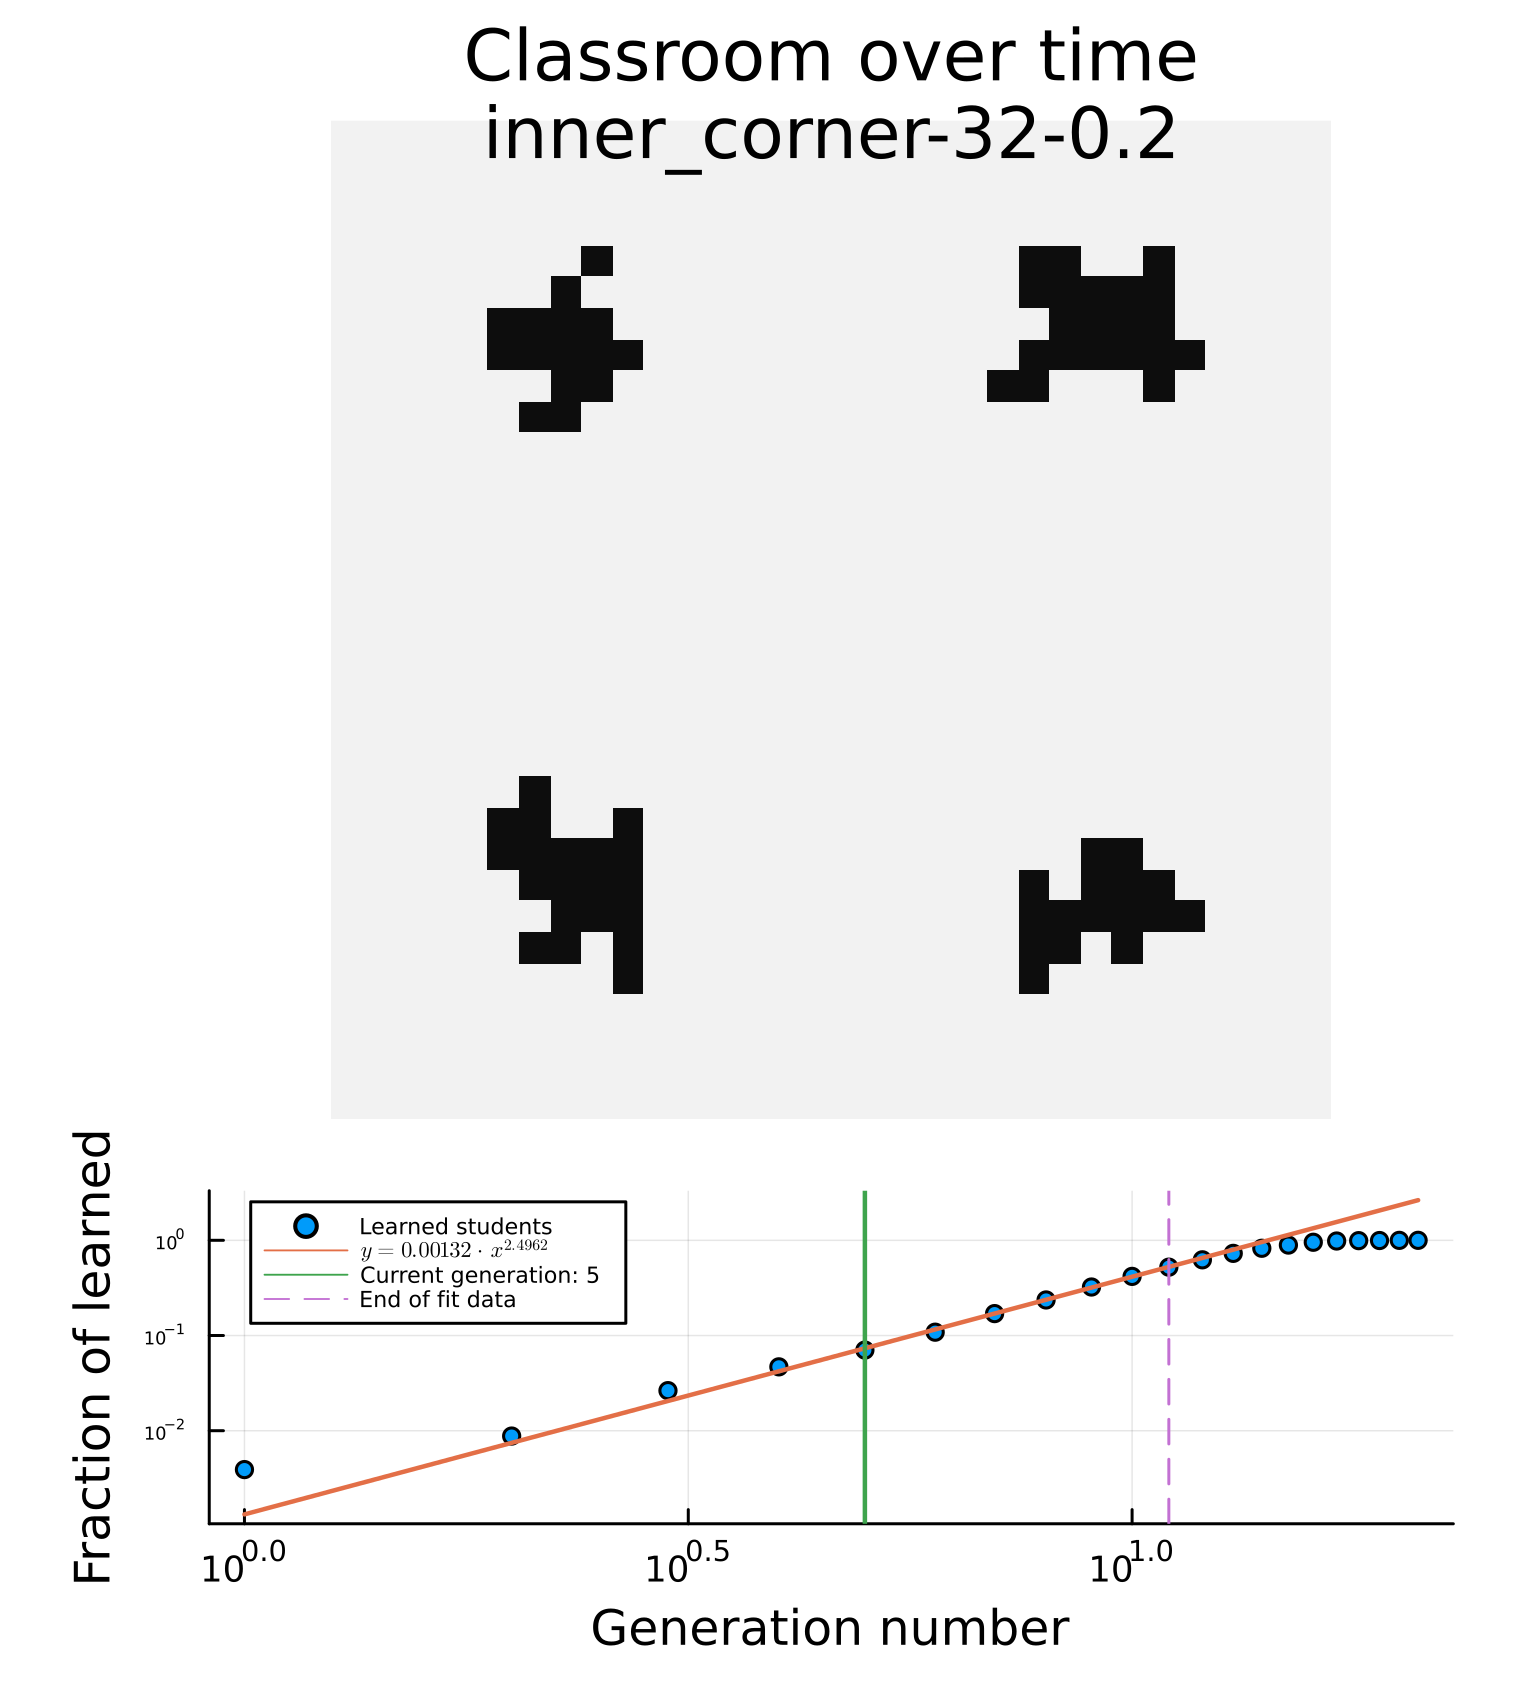 Classroom over time
inner_corner-32-0.2
Fraction of learned
10^0
10^−1
10^−2
Learned students
y = 0.00132 · x^2.4962
Current generation: 5
End of fit data
10^0.0 10^0.5 10^1.0
Generation number